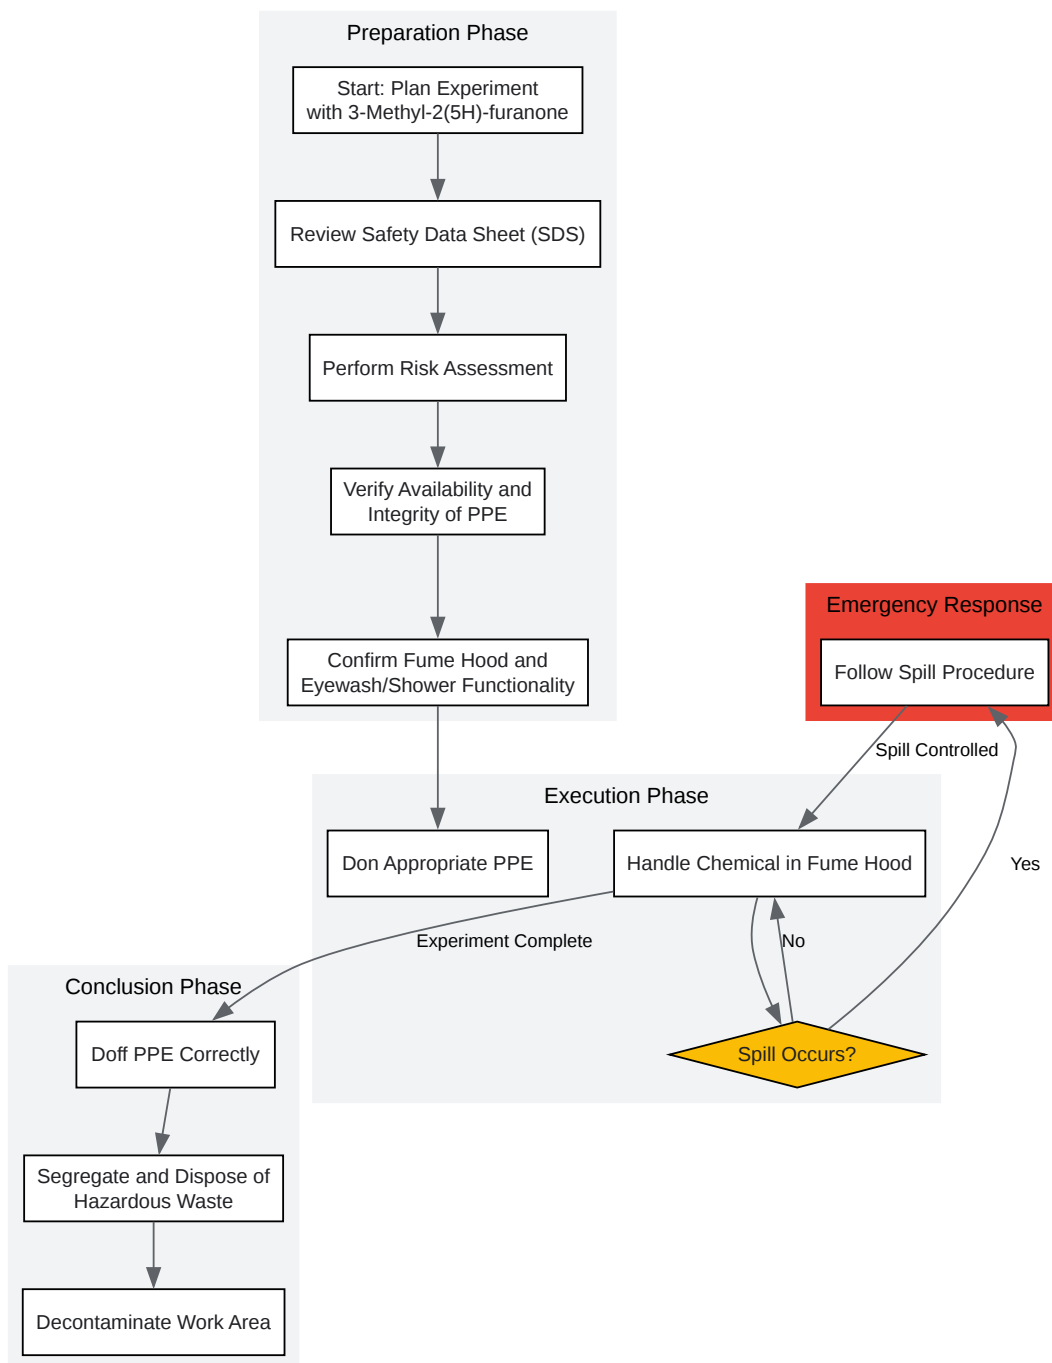 Preparation Phase
Start: Plan Experiment
with 3-Methyl-2(5H)-furanone
Review Safety Data Sheet (SDS)
Perform Risk Assessment
Verify Availability and
Integrity of PPE
Confirm Fume Hood and
Eyewash/Shower Functionality
Emergency Response
Follow Spill Procedure
Spill Controlled
Yes
Execution Phase
Don Appropriate PPE
Handle Chemical in Fume Hood
Experiment Complete
No
Spill Occurs?
Conclusion Phase
Doff PPE Correctly
Segregate and Dispose of
Hazardous Waste
Decontaminate Work Area